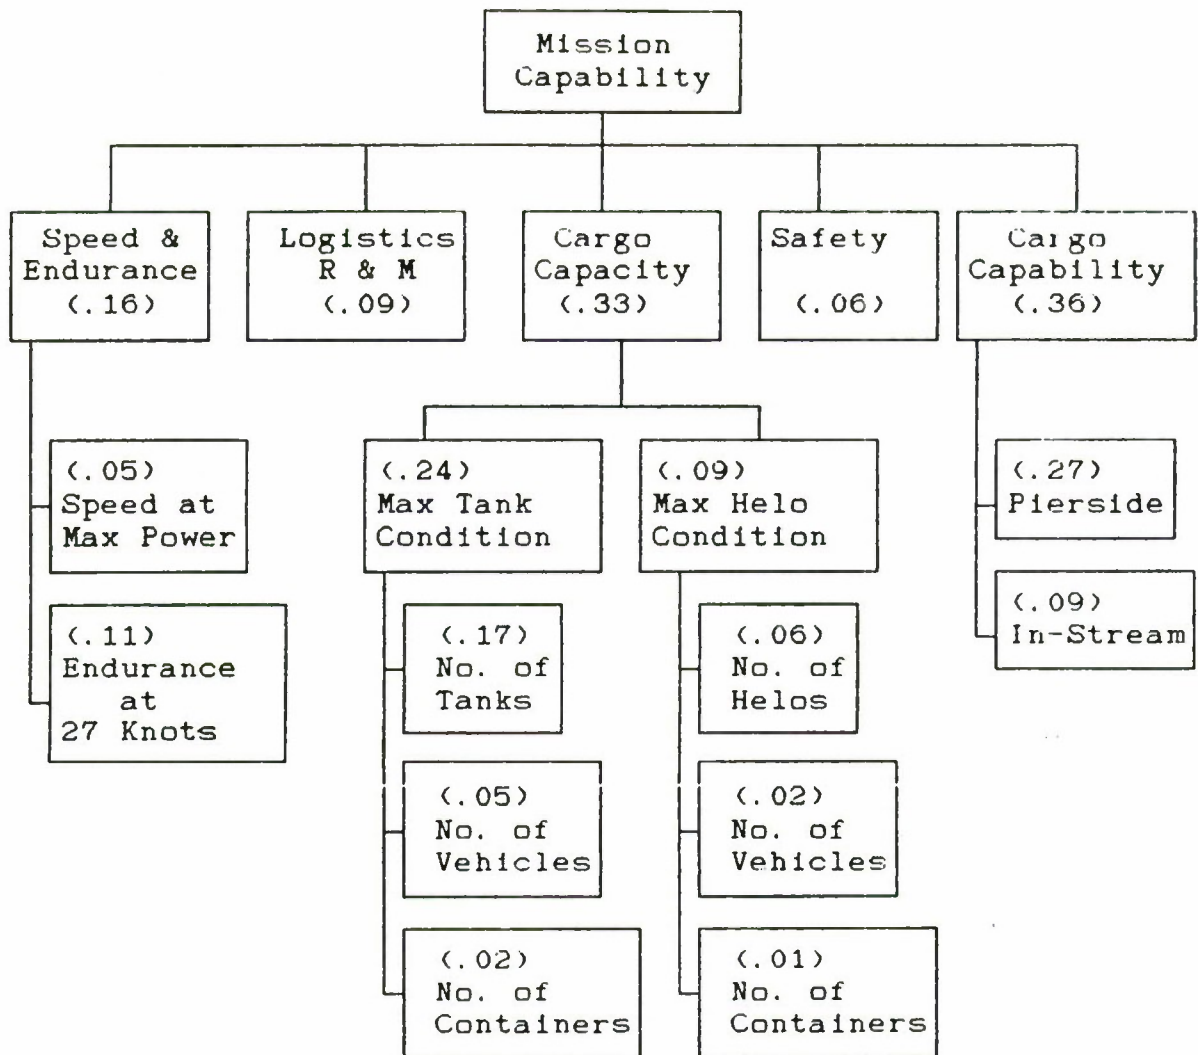 Mission
Capability
Speed &
Endurance
(.16)
Logistics
R & M
(.09)
Cargo
Capacity
(.33)
Safety
(.06)
Cargo
Capability
(.36)
(.05)
Speed at
Max Power
(.11)
Endurance
at
27 Knots
(.24)
Max Tank
Condition
(.17)
No. of
Tanks
(.05)
No. of
Vehicles
(.02)
No. of
Containers
(.09)
Max Helo
Condition
(.06)
No. of
Helos
(.02)
No. of
Vehicles
(.01)
No. of
Containers
(.27)
Pierside
(.09)
In-Stream